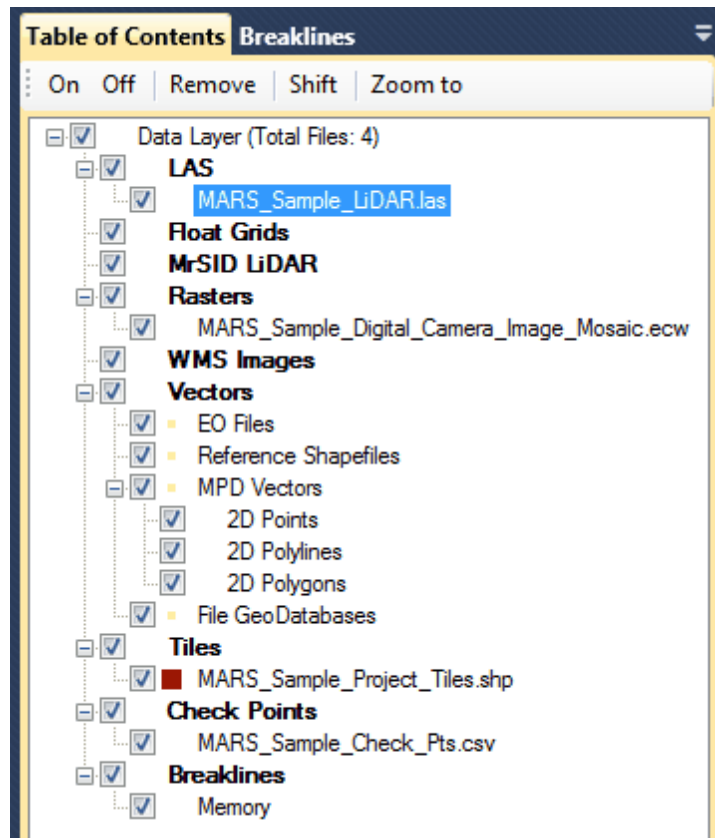 Table of Contents Breaklines
On Off Remove Shift Zoom to
Data Layer (Total Files: 4)
LAS
MARS_Sample_LiDAR.las
Float Grids
MrSID LiDAR
Rasters
MARS_Sample_Digital_Camera_Image_Mosaic.ecw
WMS Images
Vectors
EO Files
Reference Shapefiles
MPD Vectors
2D Points
2D Polylines
2D Polygons
File GeoDatabases
Tiles
MARS_Sample_Project_Tiles.shp
Check Points
MARS_Sample_Check_Pts.csv
Breaklines
Memory